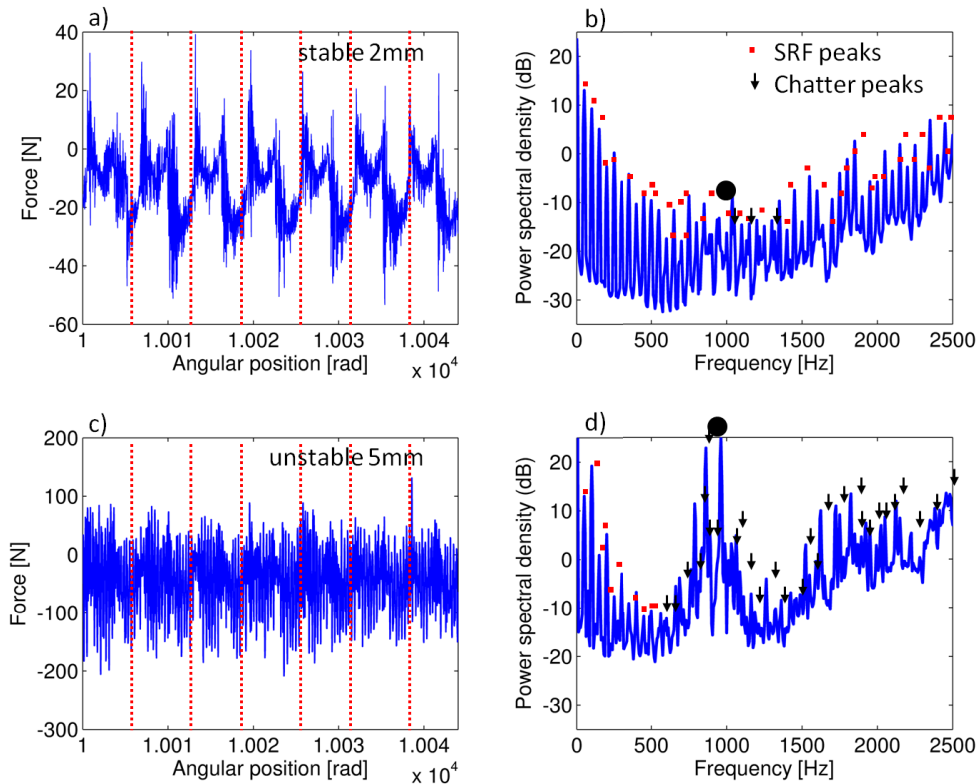 a)
stable 2mm
40
20
0
-20
-40
-60
Force [N]
1 1.001 1.002 1.003 1.004
Angular position [rad]
x 10^4
b)
SRF peaks
Chatter peaks
20
10
0
-10
-20
-30
Power spectral density (dB)
0 500 1000 1500 2000 2500
Frequency [Hz]
c)
unstable 5mm
200
100
0
-100
-200
-300
Force [N]
1 1.001 1.002 1.003 1.004
Angular position [rad]
x 10^4
d)
20
10
0
-10
-20
-30
Power spectral density (dB)
0 500 1000 1500 2000 2500
Frequency [Hz]